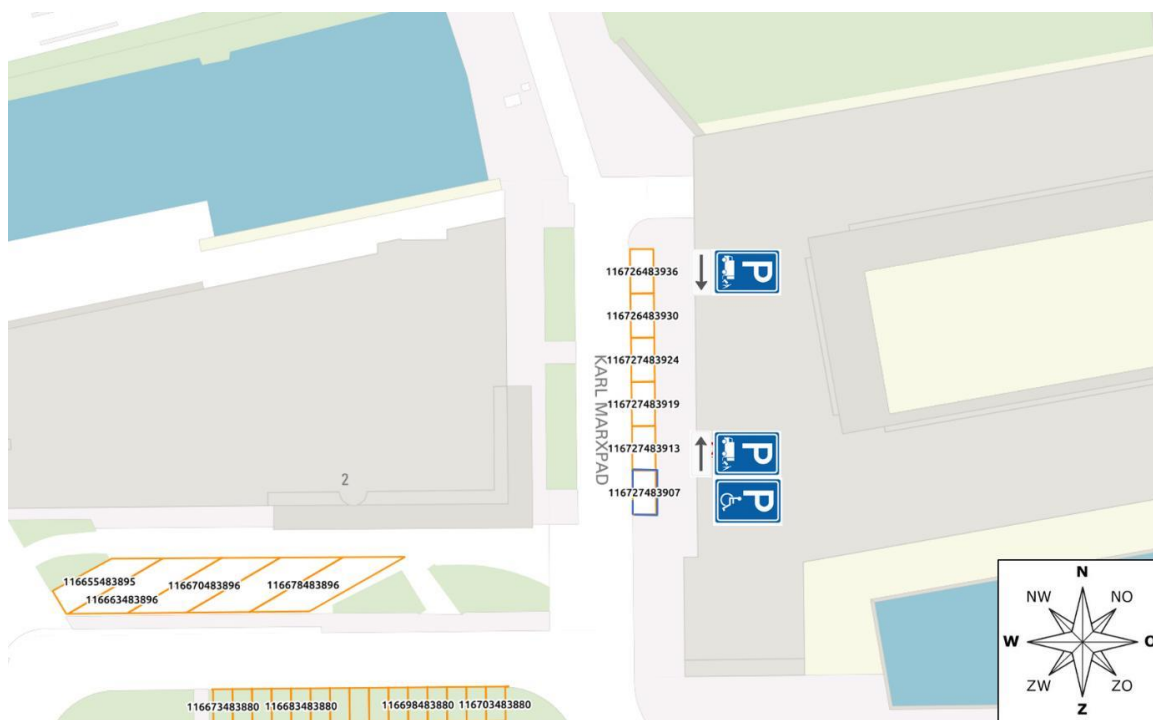 116726483936
P
116726483930
116727483924
KARL MARXPAD
116727483919
116727483913
P
2
116727483907
P
116655483895
116670483896
116678483896
116663483896
N
NW
NO
W
O
ZW
ZO
Z
116673483880
116683483880
116698483880
116703483880